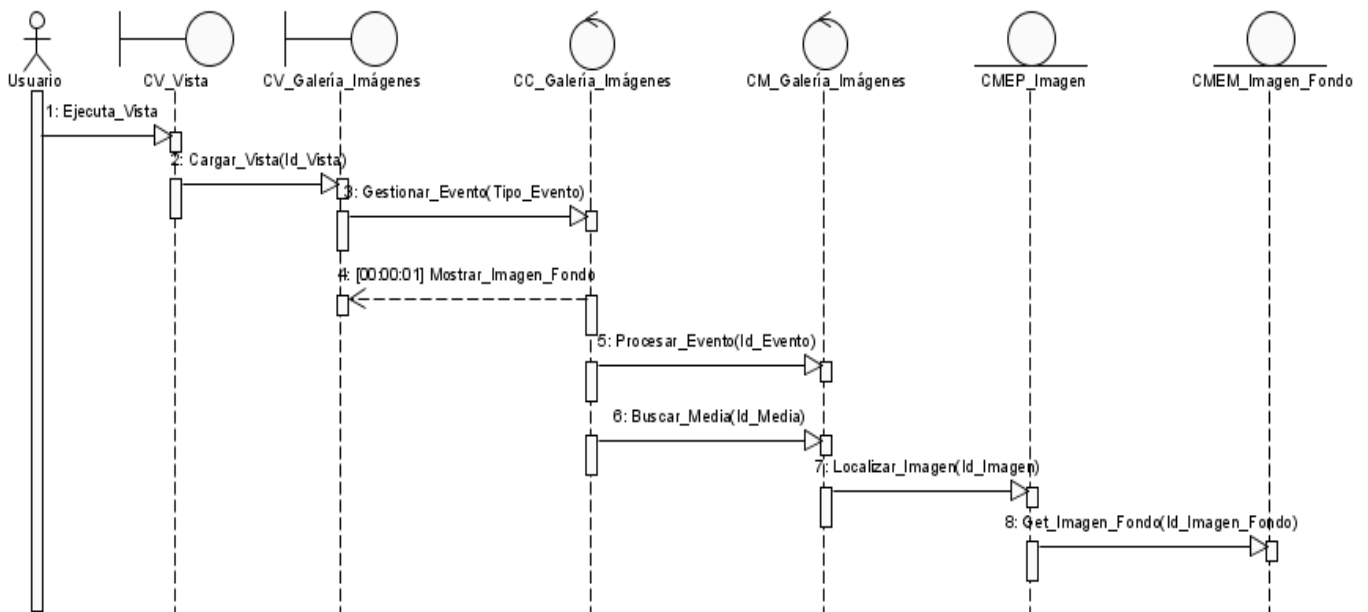 Usuario
CV_Vista
CV_Galería_Imágenes
CC_Galería_Imágenes
CM_Galería_Imágenes
CMEP_Imagen
CMEM_Imagen_Fondo
1: Ejecuta_Vista
2: Cargar_Vista(Id_Vista)
3: Gestionar_Evento(Tipo_Evento)
4: [00:00:01] Mostrar_Imagen_Fondo
5: Procesar_Evento(Id_Evento)
6: Buscar_Media(Id_Media)
7: Localizar_Imagen(Id_Imagen)
8: Get_Imagen_Fondo(Id_Imagen_Fondo)